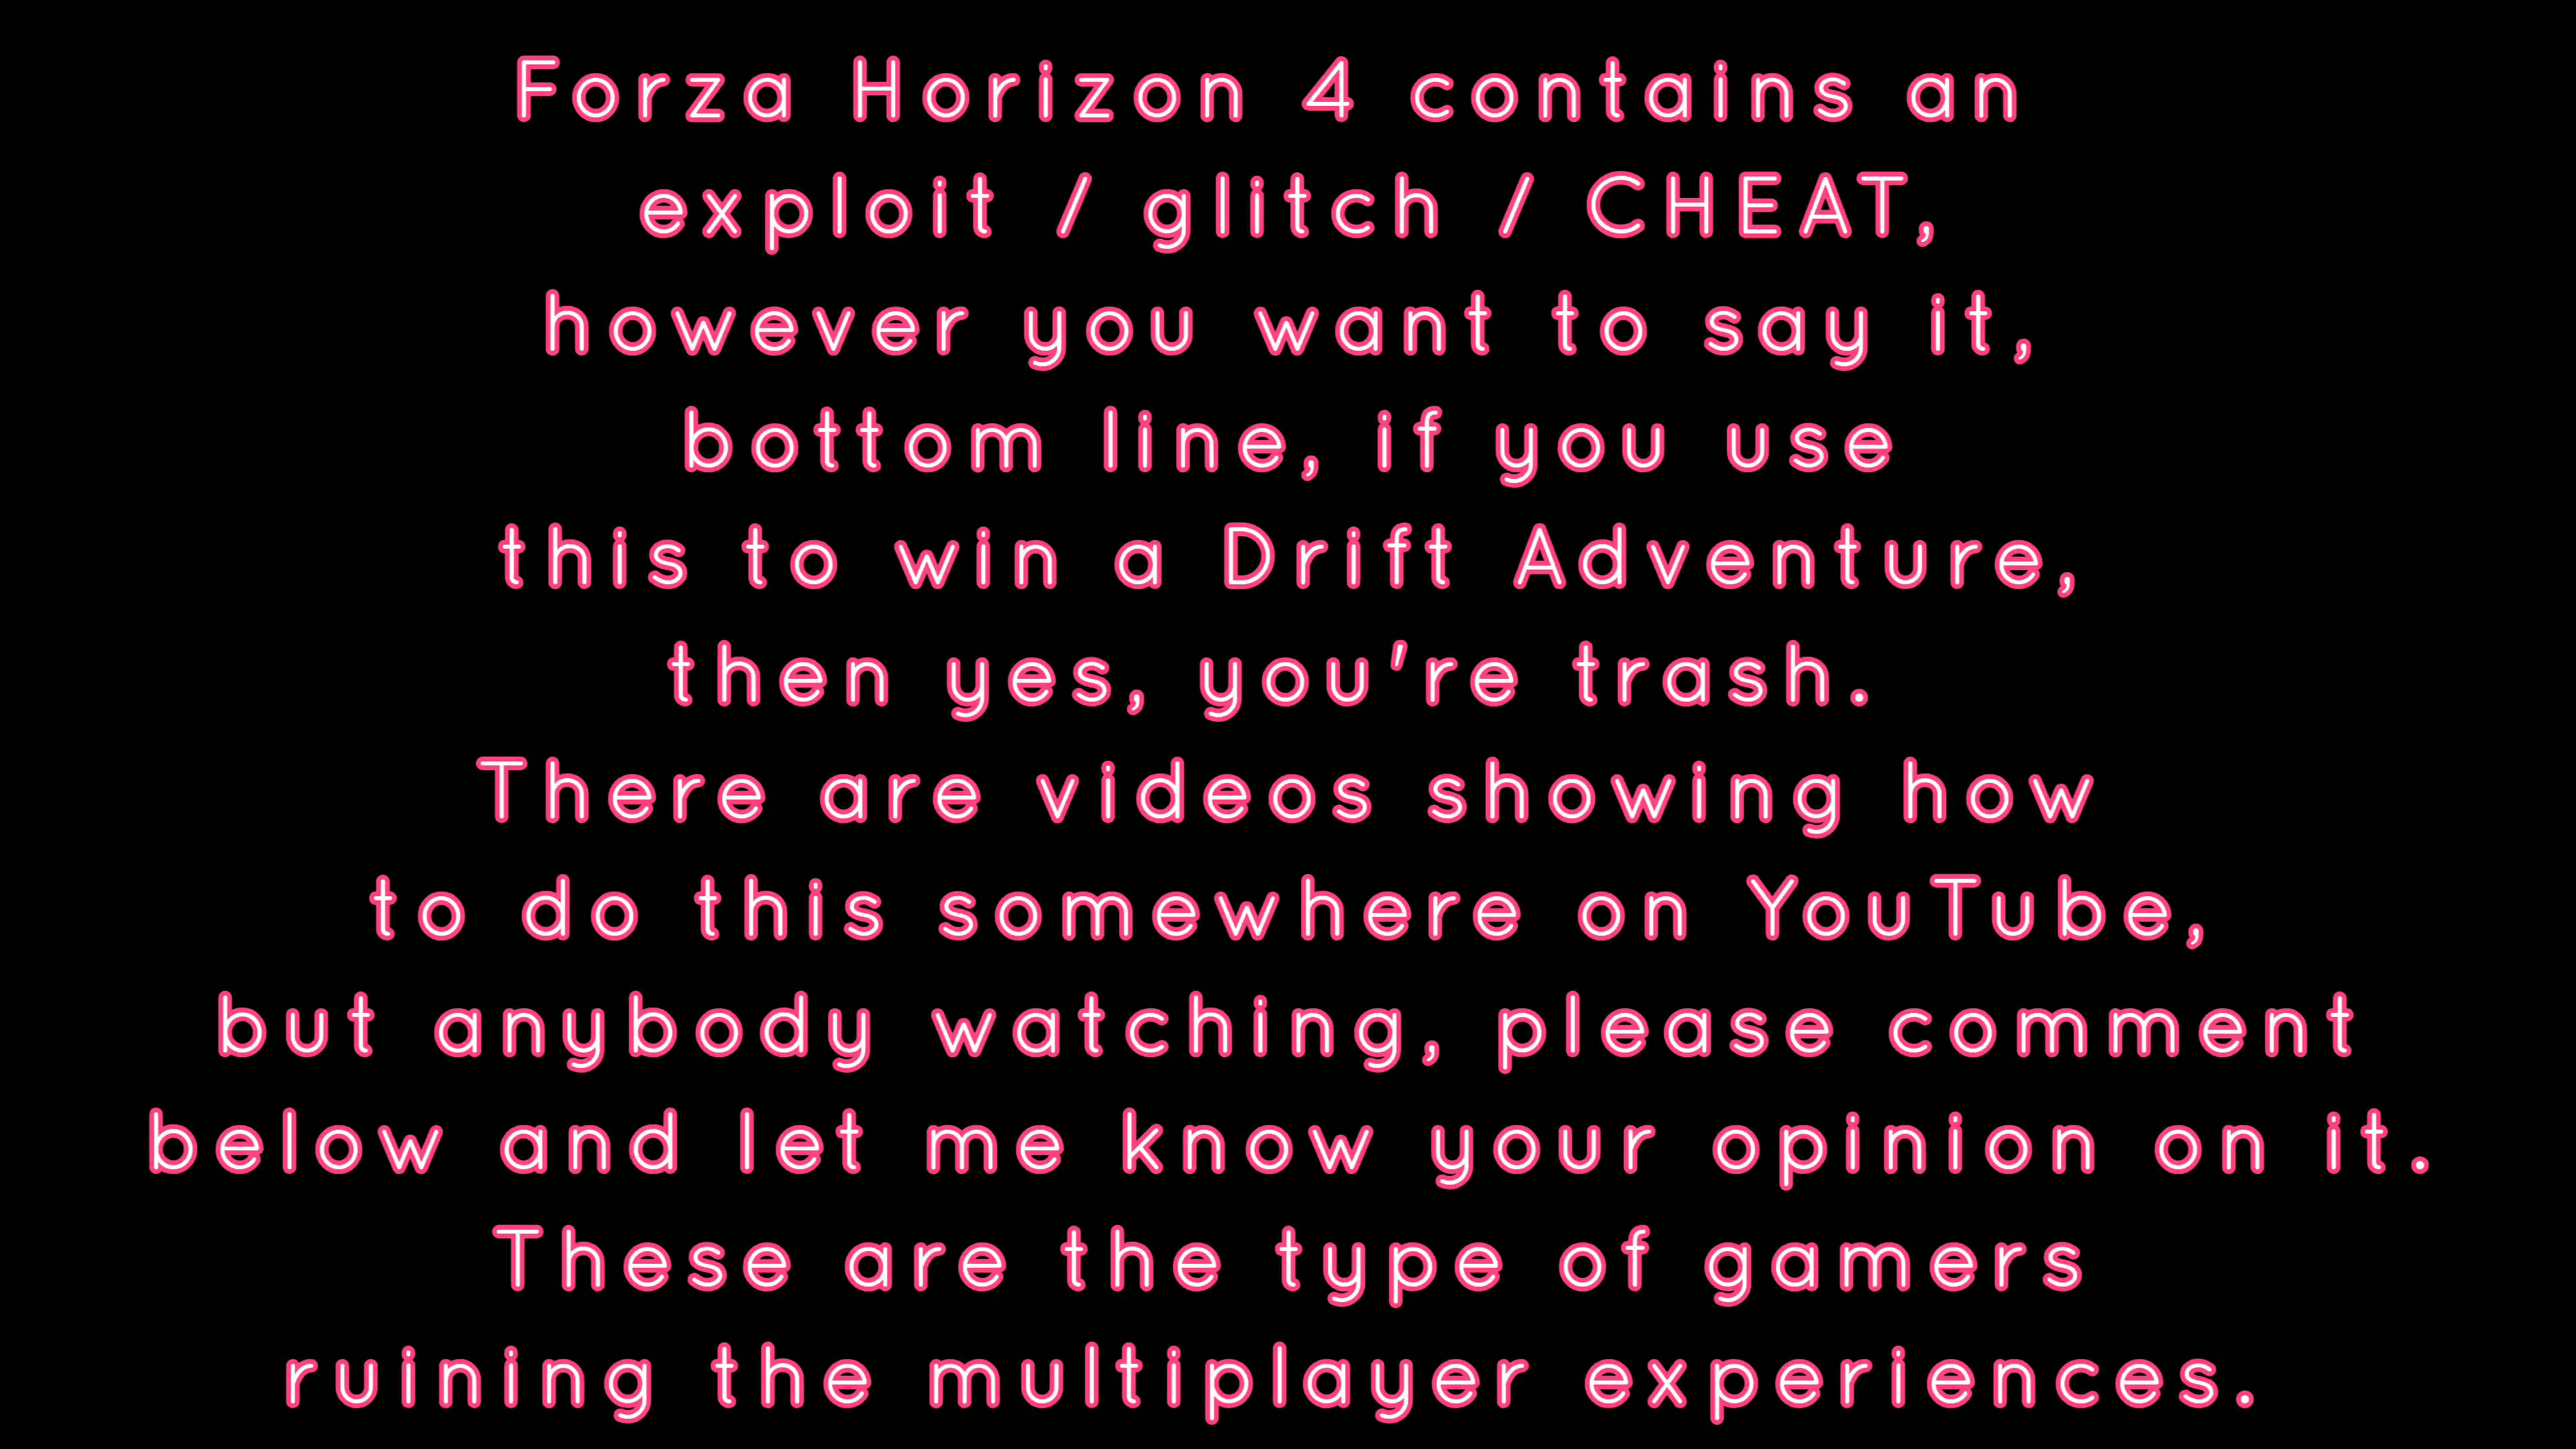 Forza Horizon 4 contains an
exploit / glitch / CHEAT,
however you want to say it,
bottom line, if you use
this to win a Drift Adventure,
then yes, you're trash.
There are videos showing how
to do this somewhere on YouTube,
but anybody watching, please comment
below and let me know your opinion on it.
These are the type of gamers
ruining the multiplayer experiences.